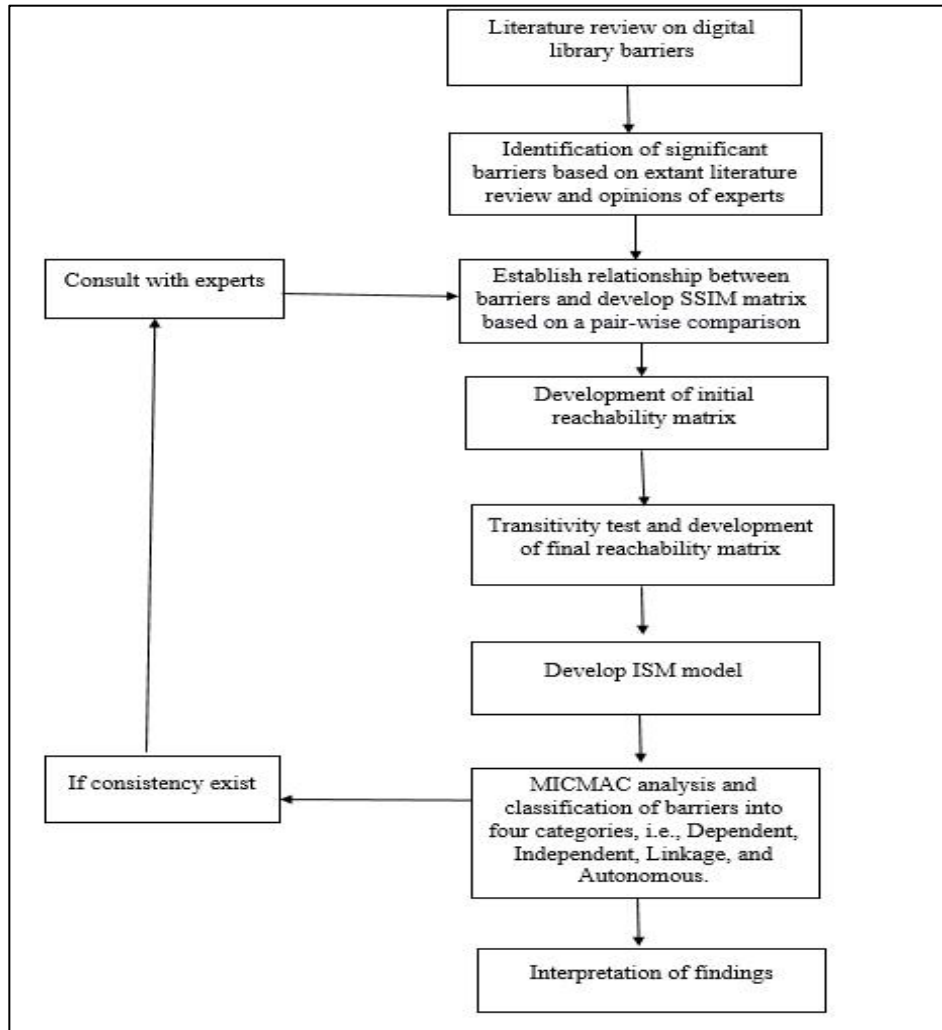 Literature review on digital
library barriers
Identification of significant
barriers based on extant literature
review and opinions of experts
Consult with experts
Establish relationship between
barriers and develop SSIM matrix
based on a pair-wise comparison
Development of initial
reachability matrix
Transitivity test and development
of final reachability matrix
Develop ISM model
If consistency exist
MICMAC analysis and
classification of barriers into
four categories, i.e., Dependent,
Independent, Linkage, and
Autonomous.
Interpretation of findings